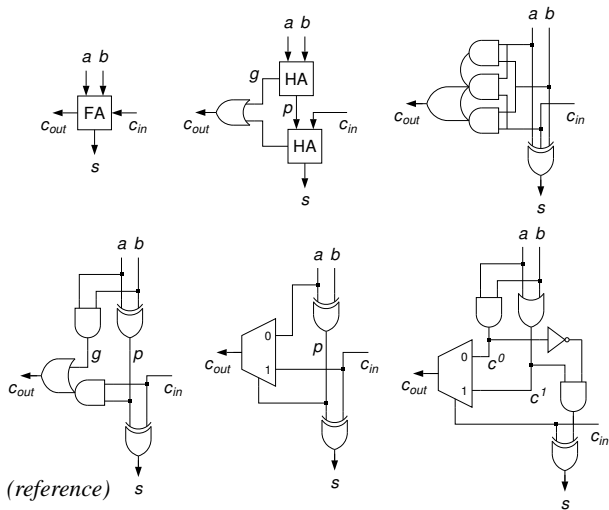 a b
FA
c_out
c_in
s
a b
g
HA
p
HA
c_out
c_in
s
a b
c_out
c_in
s
a b
g
p
c_out
c_in
s
(reference)
a b
0
p
1
c_out
c_in
s
a b
0
c^0
1
c^1
c_out
c_in
s